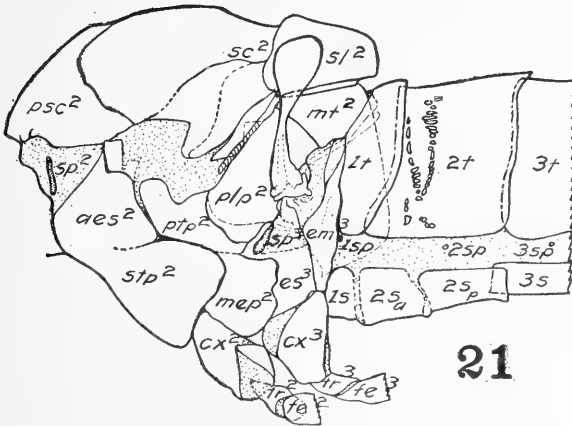 sc²
sl²
psc²
mt²
1t
2t
3t
sp²
aes²
ptp²
plp²
sp³
em³
1sp
2sp
3sp
stp²
mep²
es³
1s
2sa
2sp
3s
cx²
cx³
tr²
fe²
tr³
fe³
21